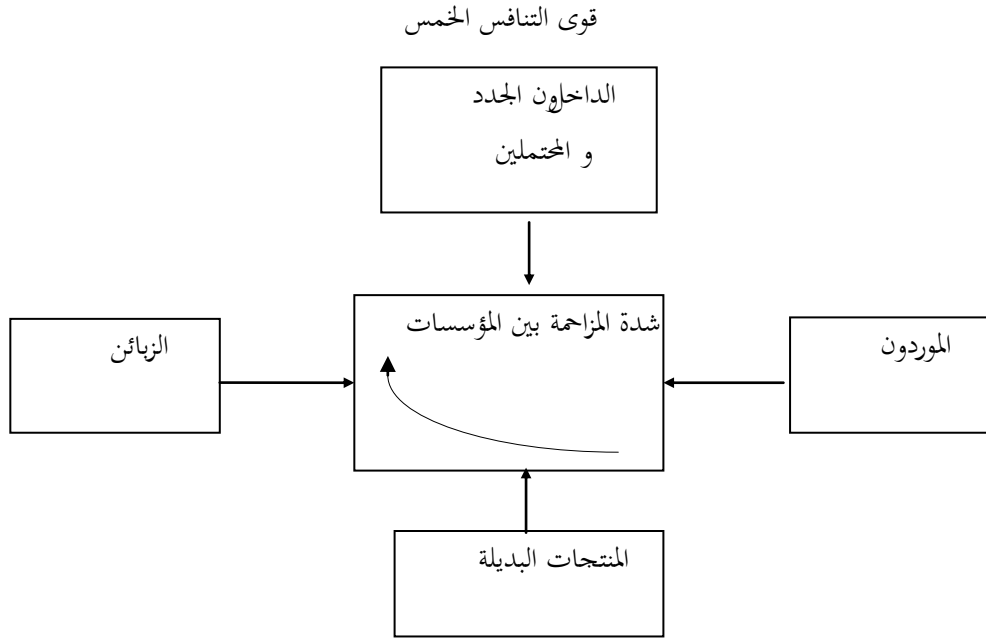 قوى التنافس الخمس
الداخلون الجدد
و المحتملين
شدة المزاحمة بين المؤسسات
الموردون
الزبائن
المنتجات البديلة